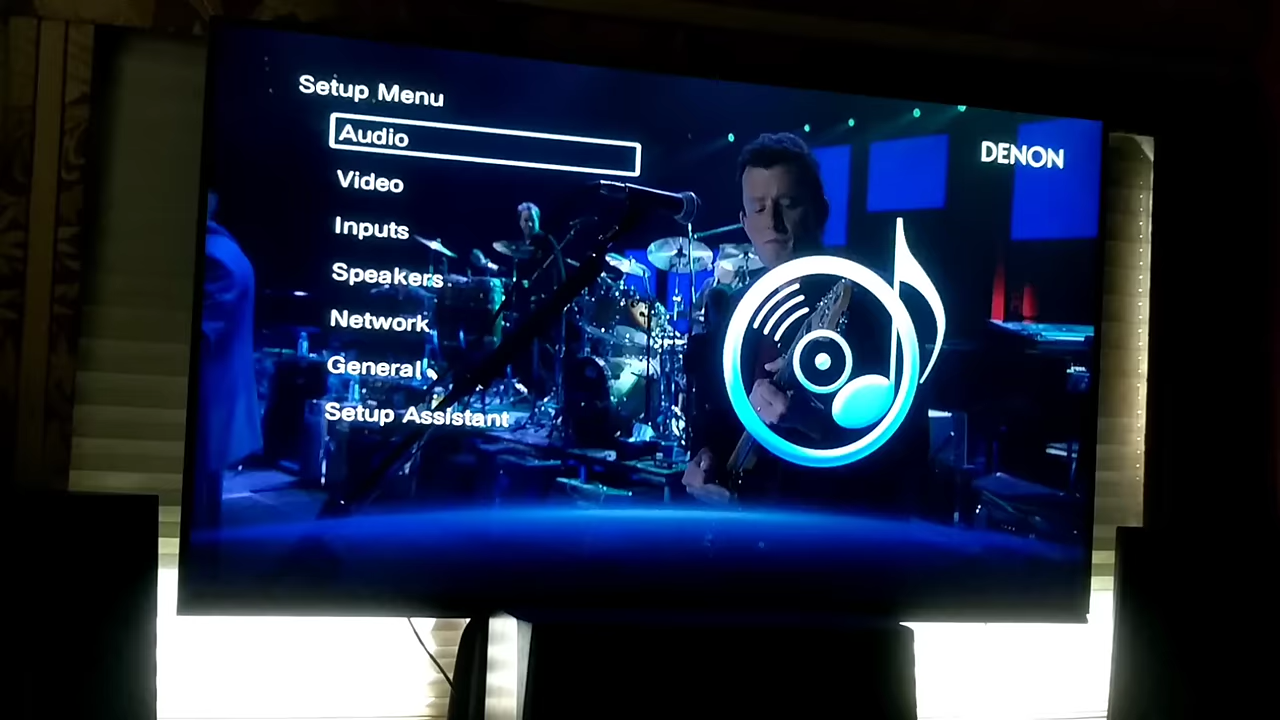 Setup Menu
Audio
DENON
Video
Inputs
Speakers
Network
General
Setup Assistant